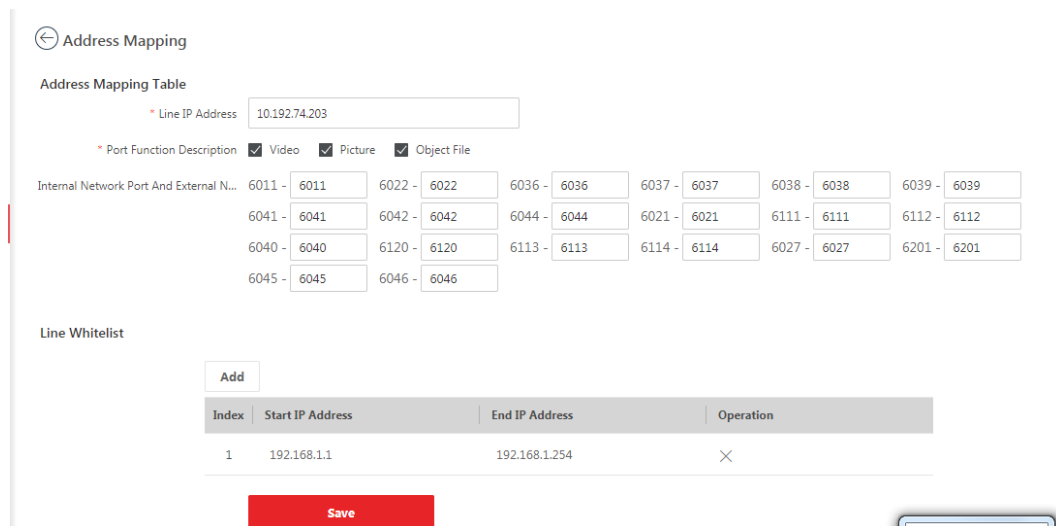 Address Mapping
Address Mapping Table
* Line IP Address 10.192.74.203
* Port Function Description Video Picture Object File
Internal Network Port And External N... 6011 - 6011 6022 - 6022 6036 - 6036 6037 - 6037 6038 - 6038 6039 - 6039
6041 - 6041 6042 - 6042 6044 - 6044 6021 - 6021 6111 - 6111 6112 - 6112
6040 - 6040 6120 - 6120 6113 - 6113 6114 - 6114 6027 - 6027 6201 - 6201
6045 - 6045 6046 - 6046
Line Whitelist
Add
Index Start IP Address End IP Address Operation
1 192.168.1.1 192.168.1.254
Save